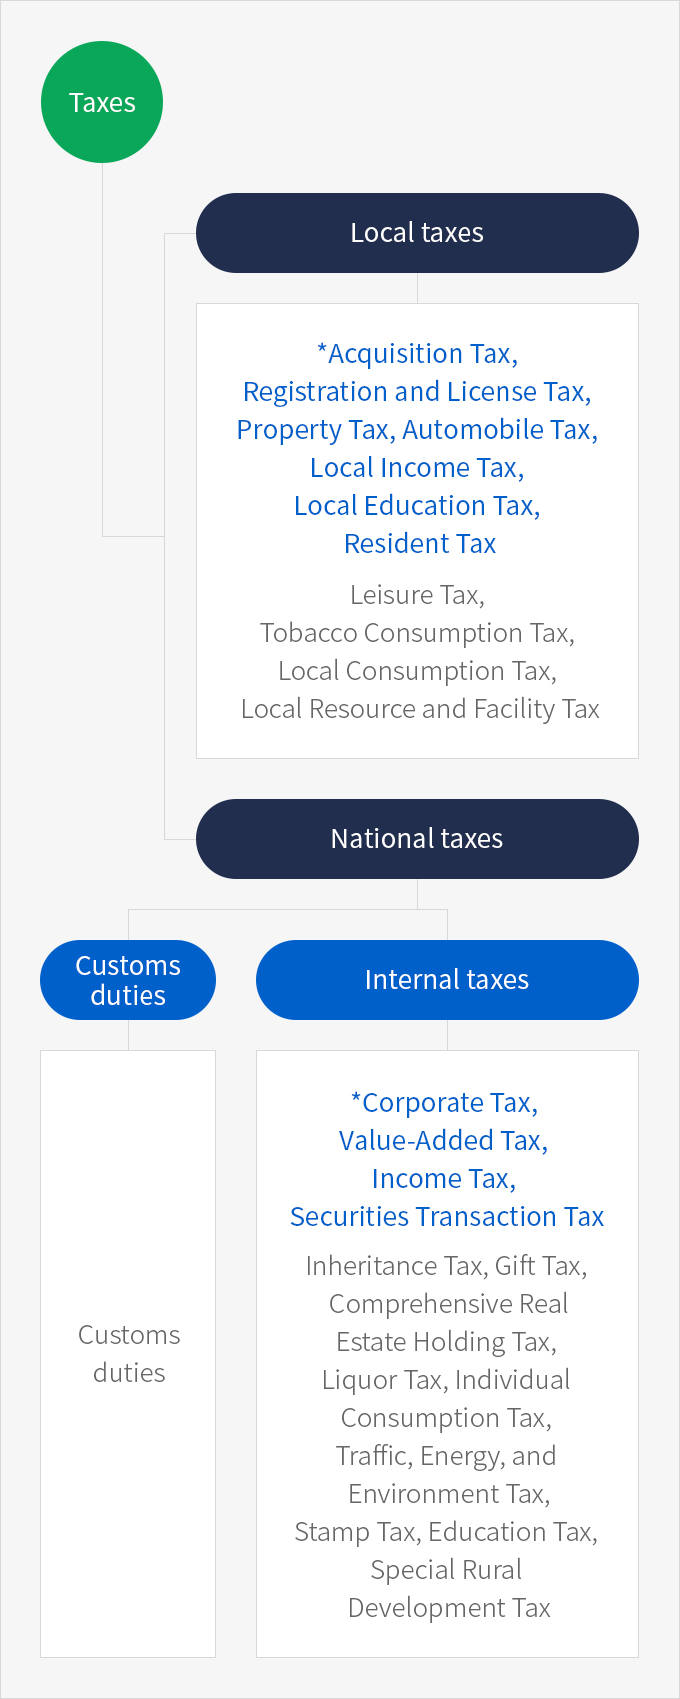 Taxes
Local taxes
*Acquisition Tax,
Registration and License Tax,
Property Tax, Automobile Tax,
Local Income Tax,
Local Education Tax,
Resident Tax
Leisure Tax,
Tobacco Consumption Tax,
Local Consumption Tax,
Local Resource and Facility Tax
National taxes
Customs
duties
Internal taxes
Customs
duties
*Corporate Tax,
Value-Added Tax,
Income Tax,
Securities Transaction Tax
Inheritance Tax, Gift Tax,
Comprehensive Real
Estate Holding Tax,
Liquor Tax, Individual
Consumption Tax,
Traffic, Energy, and
Environment Tax,
Stamp Tax, Education Tax,
Special Rural
Development Tax